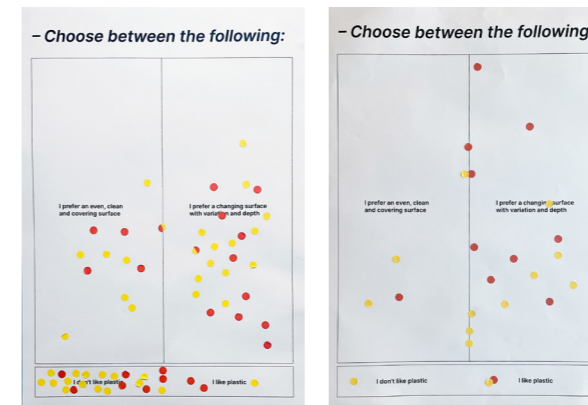 – Choose between the following:
I prefer an even, clean
and covering surface
I prefer a changing surface
with variation and depth
I don't like plastic
I like plastic
– Choose between the following
I prefer an even, clean
and covering surface
I prefer a changing surface
with variation and depth
I don't like plastic
I like plastic